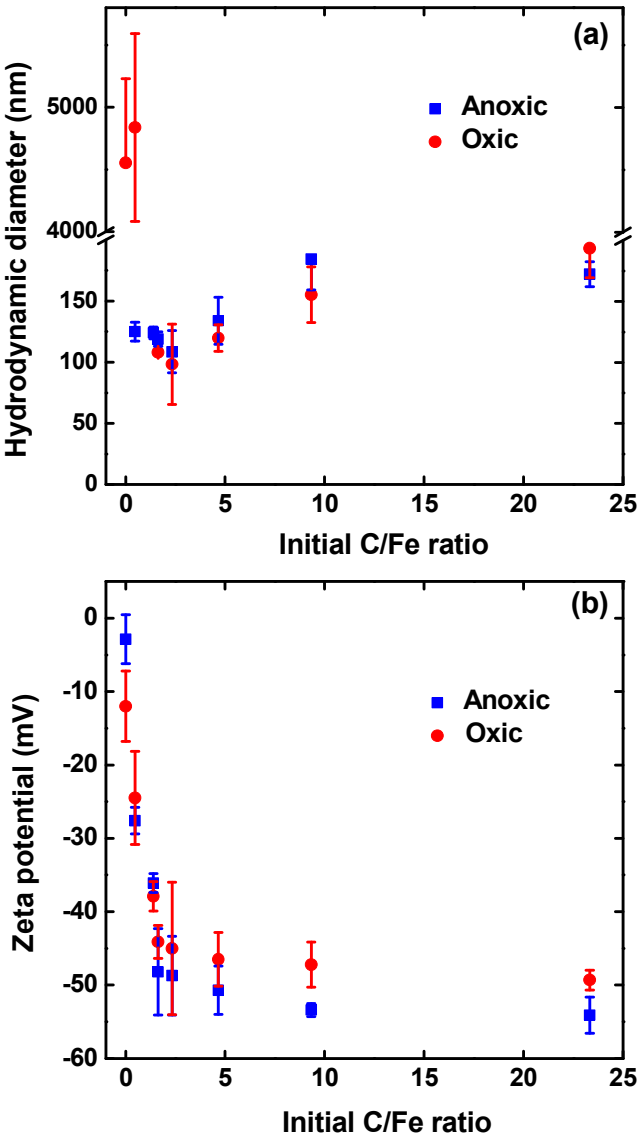 (a)
Hydrodynamic diameter (nm)
5000
4000
150
100
50
0
Anoxic
Oxic
0 5 10 15 20 25
Initial C/Fe ratio
(b)
Zeta potential (mV)
0
-10
-20
-30
-40
-50
-60
Anoxic
Oxic
0 5 10 15 20 25
Initial C/Fe ratio